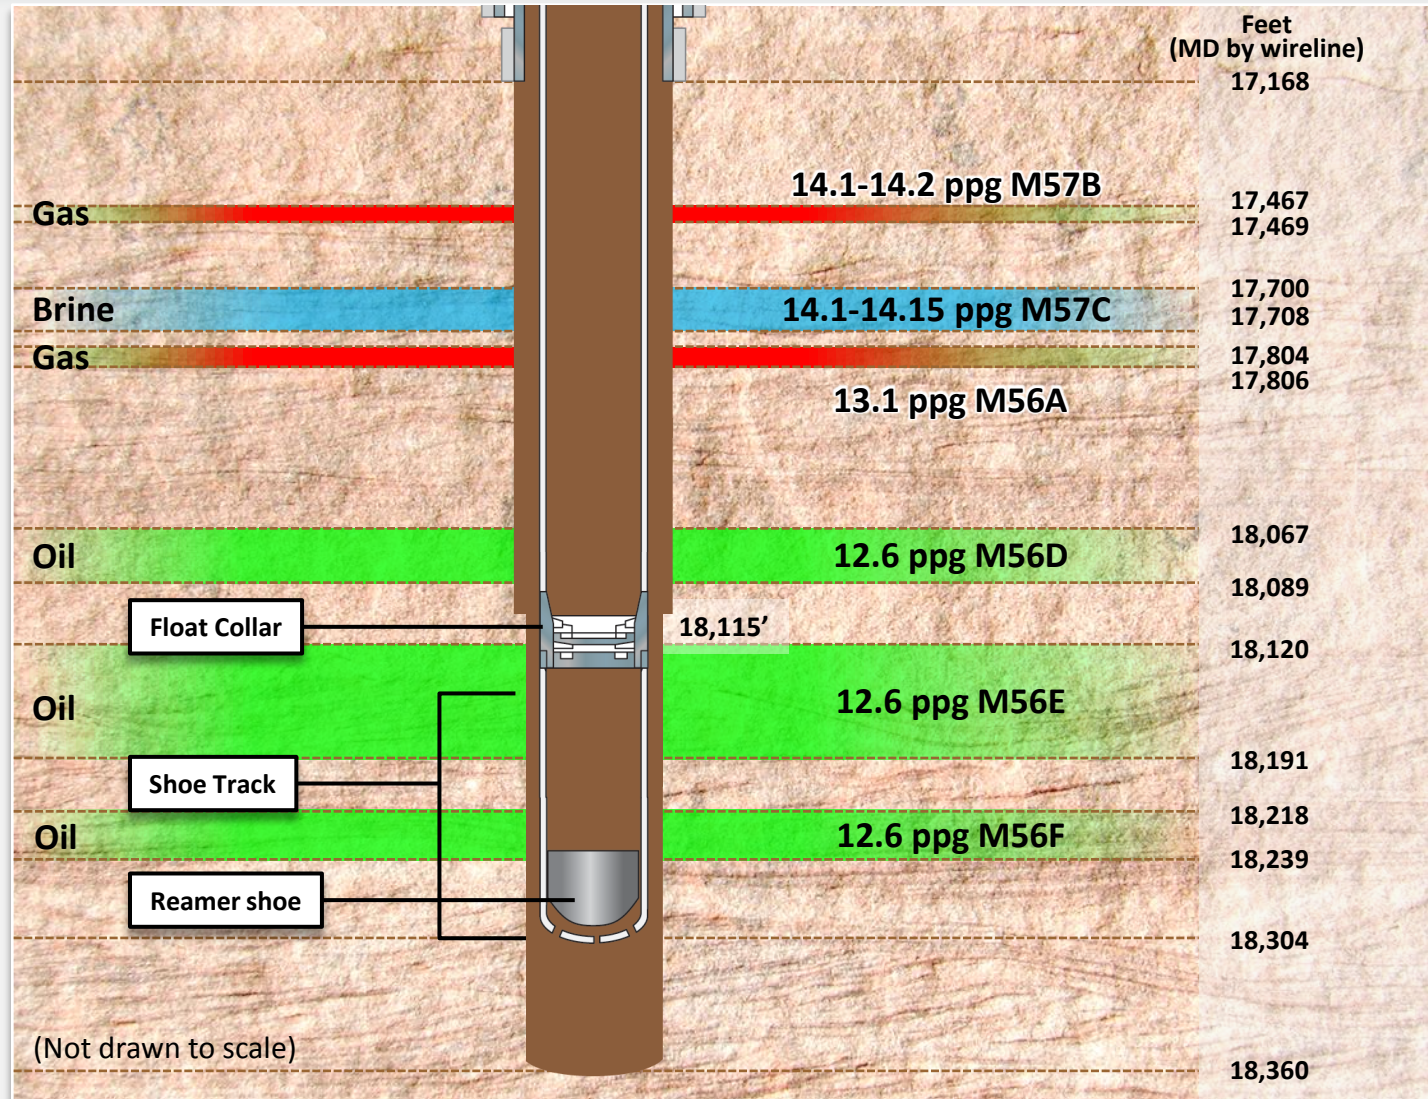 Feet
(MD by wireline)
17,168
14.1-14.2 ppg M57B
17,467
Gas
17,469
17,700
Brine
14.1-14.15 ppg M57C
17,708
Gas
17,804
17,806
13.1 ppg M56A
18,067
Oil
12.6 ppg M56D
18,089
Float Collar
18,115’
18,120
Oil
12.6 ppg M56E
18,191
Shoe Track
18,218
Oil
12.6 ppg M56F
18,239
Reamer shoe
18,304
(Not drawn to scale)
18,360